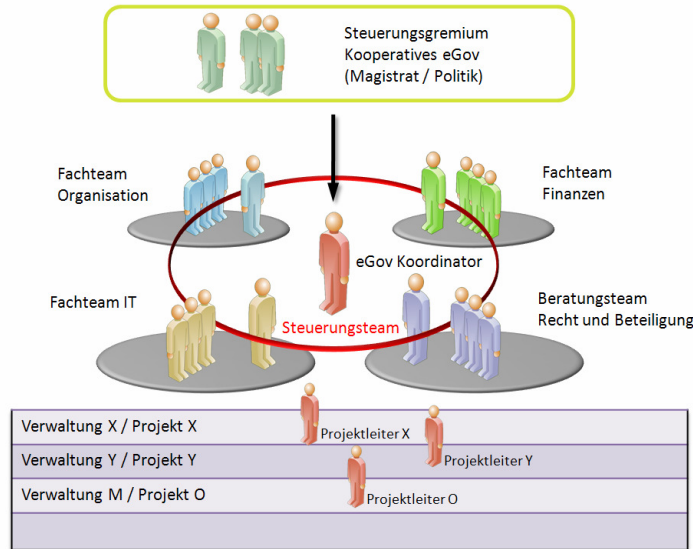 Steuerungsgremium
Kooperatives eGov
(Magistrat / Politik)
Fachteam
Organisation
Fachteam
Finanzen
eGov Koordinator
Fachteam IT
Steuerungsteam
Beratungsteam
Recht und Beteiligung
Verwaltung X / Projekt X
Projektleiter X
Verwaltung Y / Projekt Y
Projektleiter Y
Verwaltung M / Projekt O
Projektleiter O